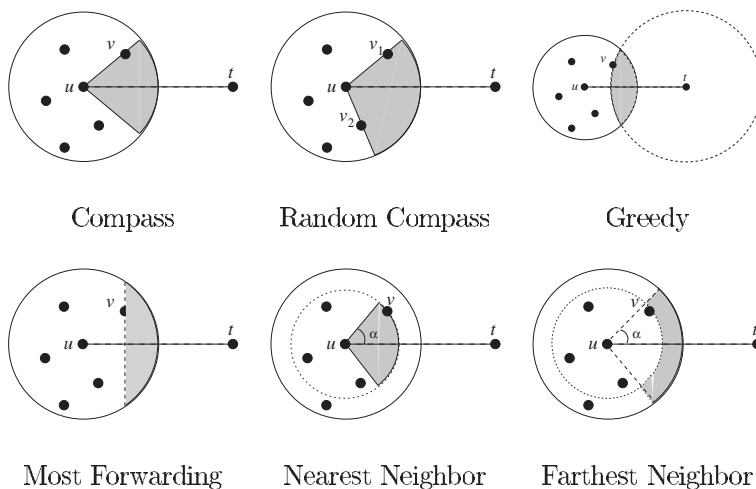 v
u
t
Compass
v1
u
v2
t
Random Compass
v
u
t
Greedy
v
u
t
Most Forwarding
v
α
u
t
Nearest Neighbor
v
α
u
t
Farthest Neighbor